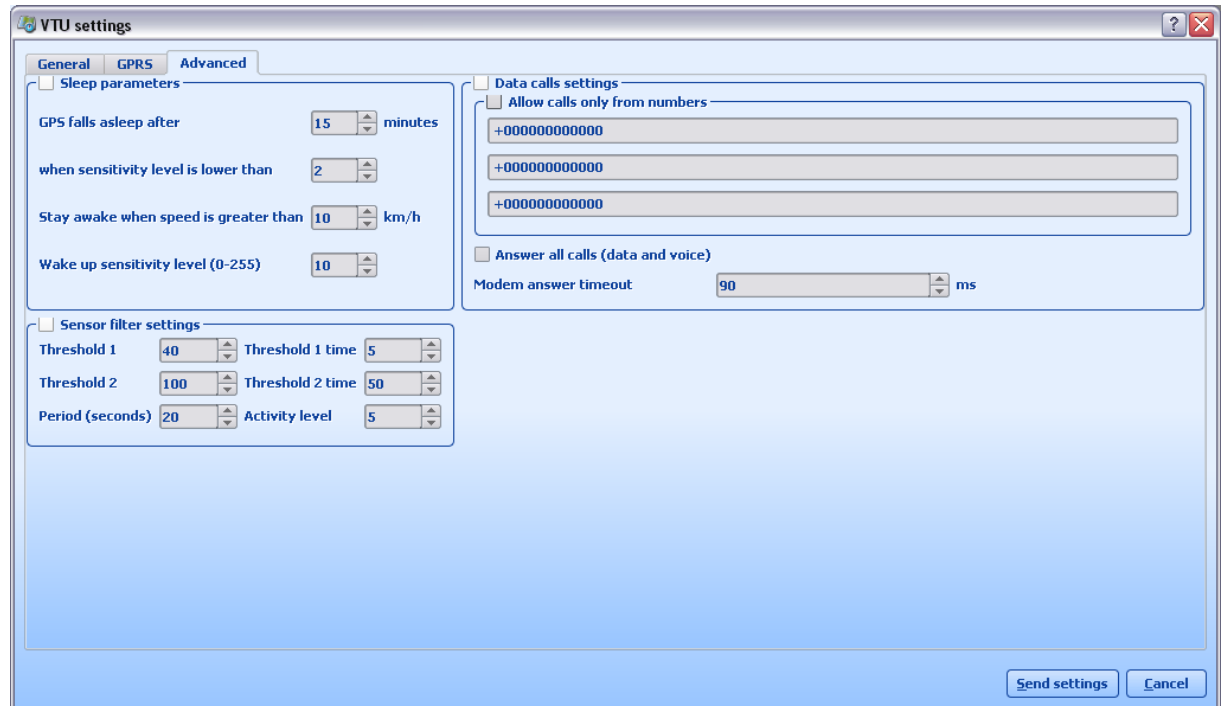 VTU settings
General GPRS Advanced
Sleep parameters
GPS falls asleep after 15 minutes
when sensitivity level is lower than 2
Stay awake when speed is greater than 10 km/h
Wake up sensitivity level (0-255) 10
Data calls settings
Allow calls only from numbers
+000000000000
+000000000000
+000000000000
Answer all calls (data and voice)
Modem answer timeout 90 ms
Sensor filter settings
Threshold 1 40 Threshold 1 time 5
Threshold 2 100 Threshold 2 time 50
Period (seconds) 20 Activity level 5
Send settings Cancel